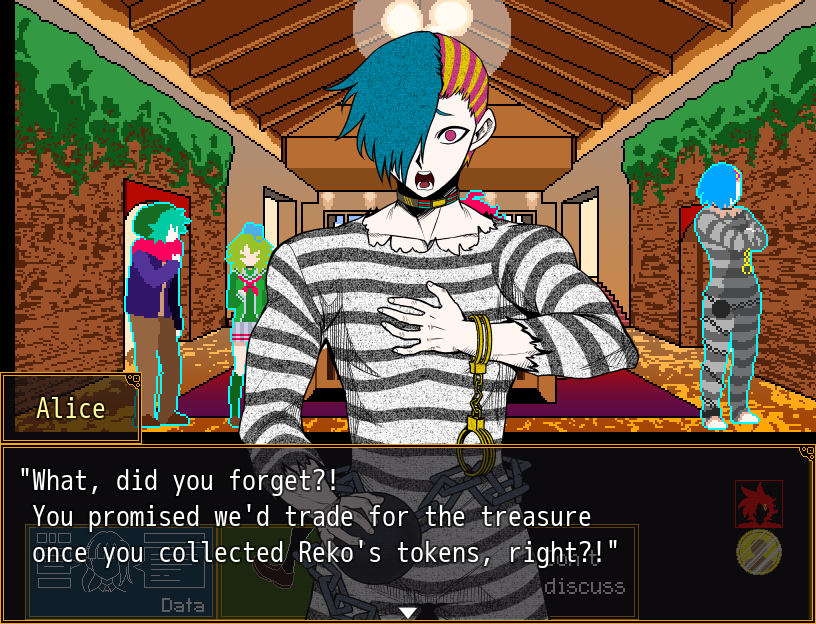 Alice
"What, did you forget?!
You promised we'd trade for the treasure
once you collected Reko's tokens, right?!"
Data
discuss